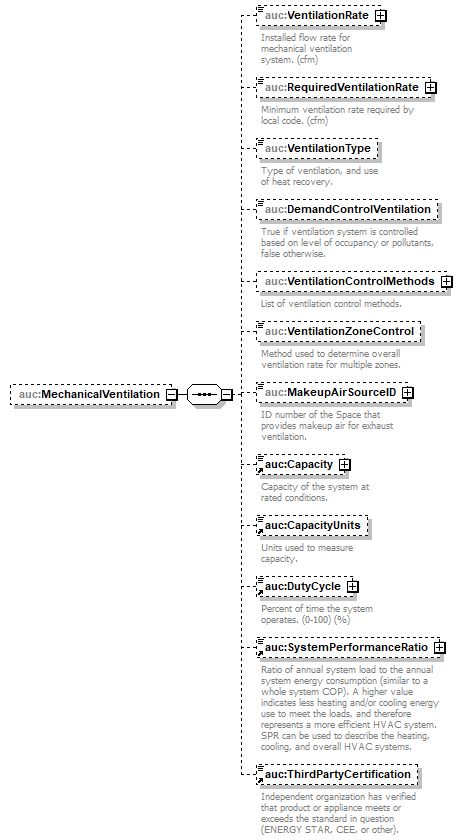 auc:VentilationRate
Installed flow rate for
mechanical ventilation
system. (cfm)
auc:RequiredVentilationRate
Minimum ventilation rate required by
local code. (cfm)
auc:VentilationType
Type of ventilation, and use
of heat recovery.
auc:DemandControlVentilation
True if ventilation system is controlled
based on level of occupancy or pollutants,
false otherwise.
auc:VentilationControlMethods
List of ventilation control methods.
auc:VentilationZoneControl
Method used to determine overall
ventilation rate for multiple zones.
auc:MechanicalVentilation
auc:MakeupAirSourceID
ID number of the Space that
provides makeup air for exhaust
ventilation.
auc:Capacity
Capacity of the system at
rated conditions.
auc:CapacityUnits
Units used to measure
capacity.
auc:DutyCycle
Percent of time the system
operates. (0-100) (%)
auc:SystemPerformanceRatio
Ratio of annual system load to the annual
system energy consumption (similar to a
whole system COP). A higher value
indicates less heating and/or cooling energy
use to meet the loads, and therefore
represents a more efficient HVAC system.
SPR can be used to describe the heating,
cooling, and overall HVAC systems.
auc:ThirdPartyCertification
Independent organization has verified
that product or appliance meets or
exceeds the standard in question
(ENERGY STAR, CEE, or other).